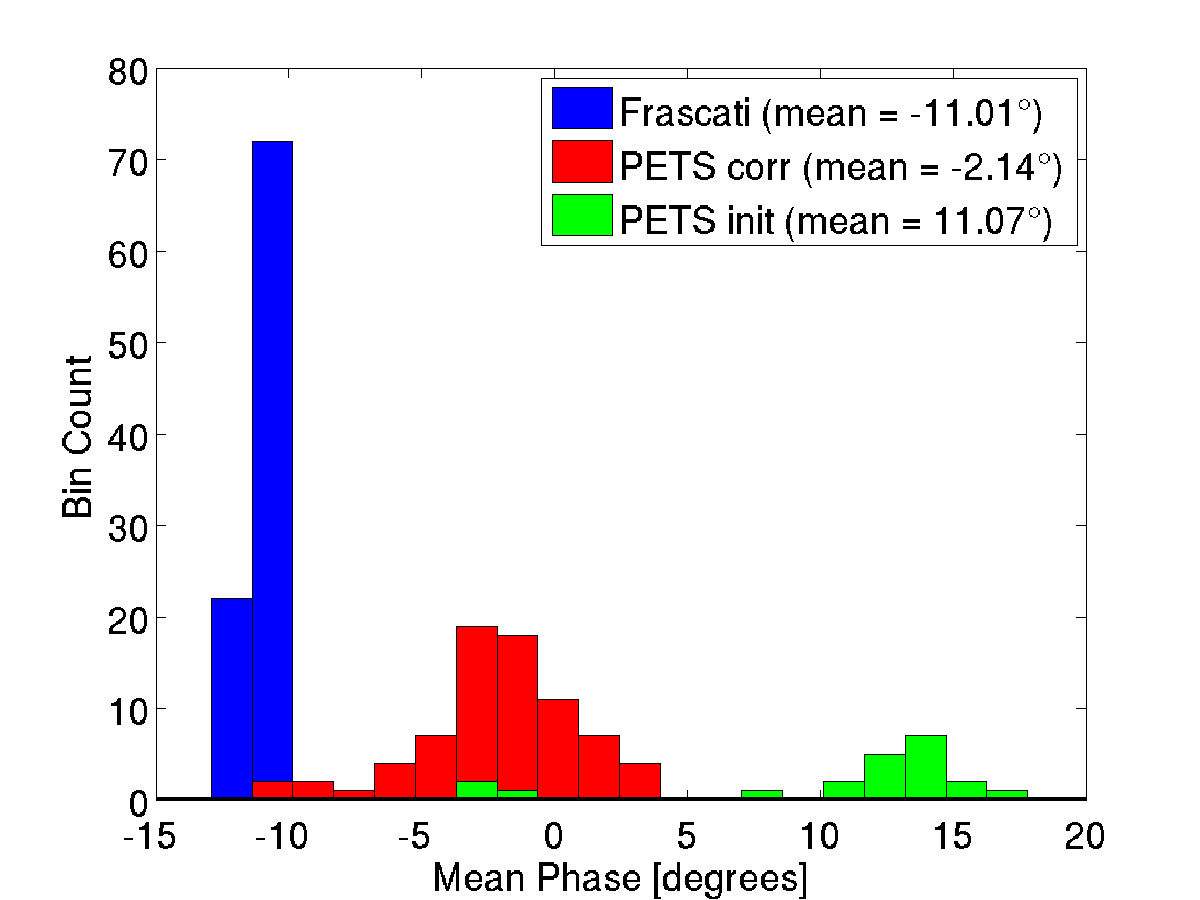 80
70
60
50
40
30
20
10
0
Bin Count
Frascati (mean = -11.01°)
PETS corr (mean = -2.14°)
PETS init (mean = 11.07°)
-15 -10 -5 0 5 10 15 20
Mean Phase [degrees]